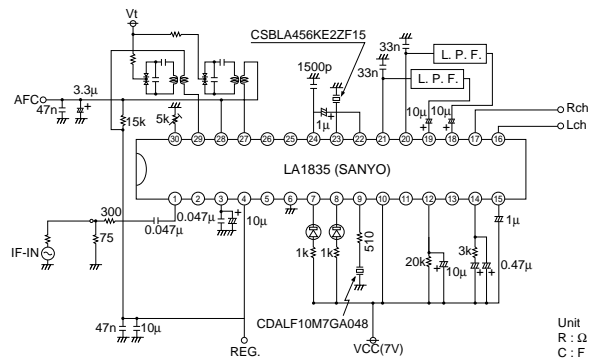 Vt
CSBLA456KE2ZF15
1500p
33n
33n
L. P. F.
L. P. F.
AFC
3.3µ
+
47n
15k
5k
1µ
+
10µ
10µ
+
+
Rch
Lch
30 29 28 27 26 25 24 23 22 21 20 19 18 17 16
LA1835 (SANYO)
1 2 3 4 5 6 7 8 9 10 11 12 13 14 15
IF-IN
300
75
0.047µ
0.047µ
+
10µ
1k
1k
510
20k
+
10µ
3k
+
+
0.47µ
1µ
47n
10µ
REG.
CDALF10M7GA048
VCC(7V)
Unit
R : Ω
C : F